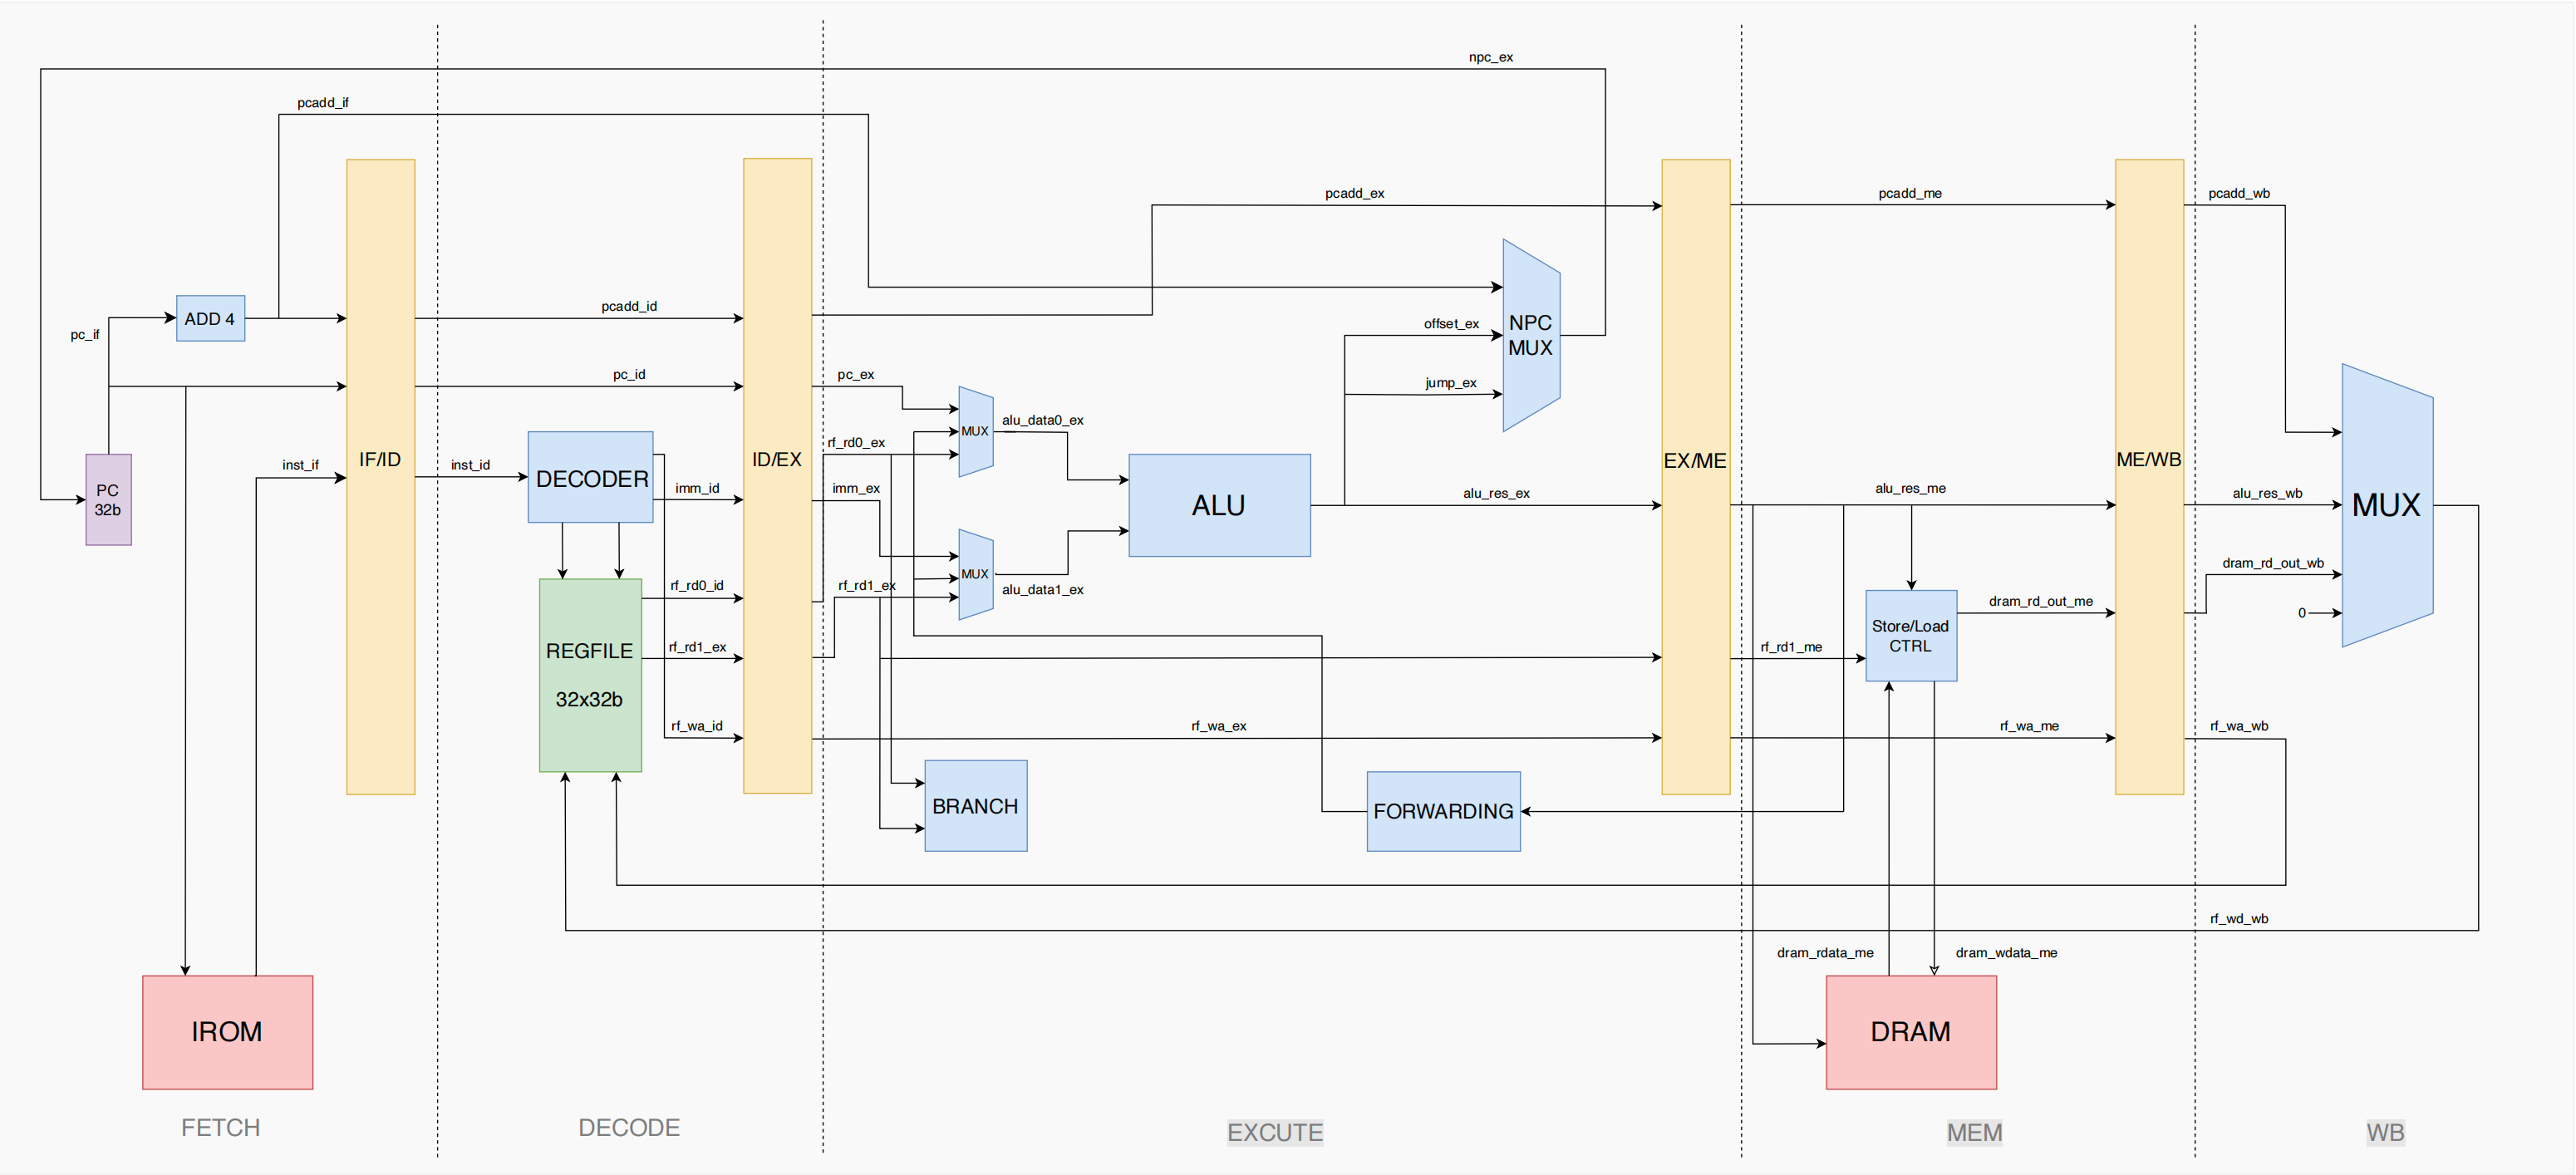 npc_ex
pcadd_if
pcadd_ex
pcadd_me
pcadd_wb
pcadd_id
ADD 4
pc_if
offset_ex
NPC
MUX
pc_id
pc_ex
jump_ex
MUX
alu_data0_ex
rf_rd0_ex
IF/ID
inst_if
inst_id
DECODER
ID/EX
EX/ME
ME/WB
PC
32b
imm_id
imm_ex
ALU
alu_res_ex
alu_res_me
alu_res_wb
MUX
dram_rd_out_wb
MUX
rf_rd0_id
rf_rd1_ex
alu_data1_ex
dram_rd_out_me
0
Store/Load
CTRL
REGFILE
32x32b
rf_rd1_ex
rf_rd1_me
rf_wa_id
rf_wa_ex
rf_wa_me
rf_wa_wb
BRANCH
FORWARDING
rf_wd_wb
dram_rdata_me
dram_wdata_me
IROM
DRAM
FETCH
DECODE
EXCUTE
MEM
WB